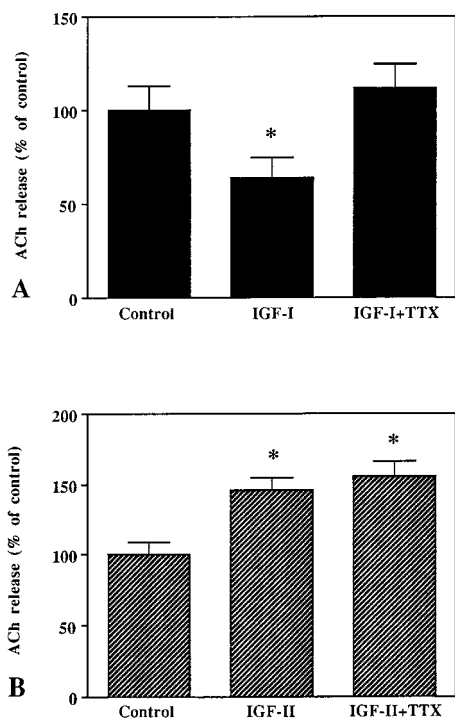 150
100
50
0
ACh release (% of control)
*
A
Control IGF-I IGF-I+TTX
200
150
100
50
0
ACh release (% of control)
* *
B
Control IGF-II IGF-II+TTX